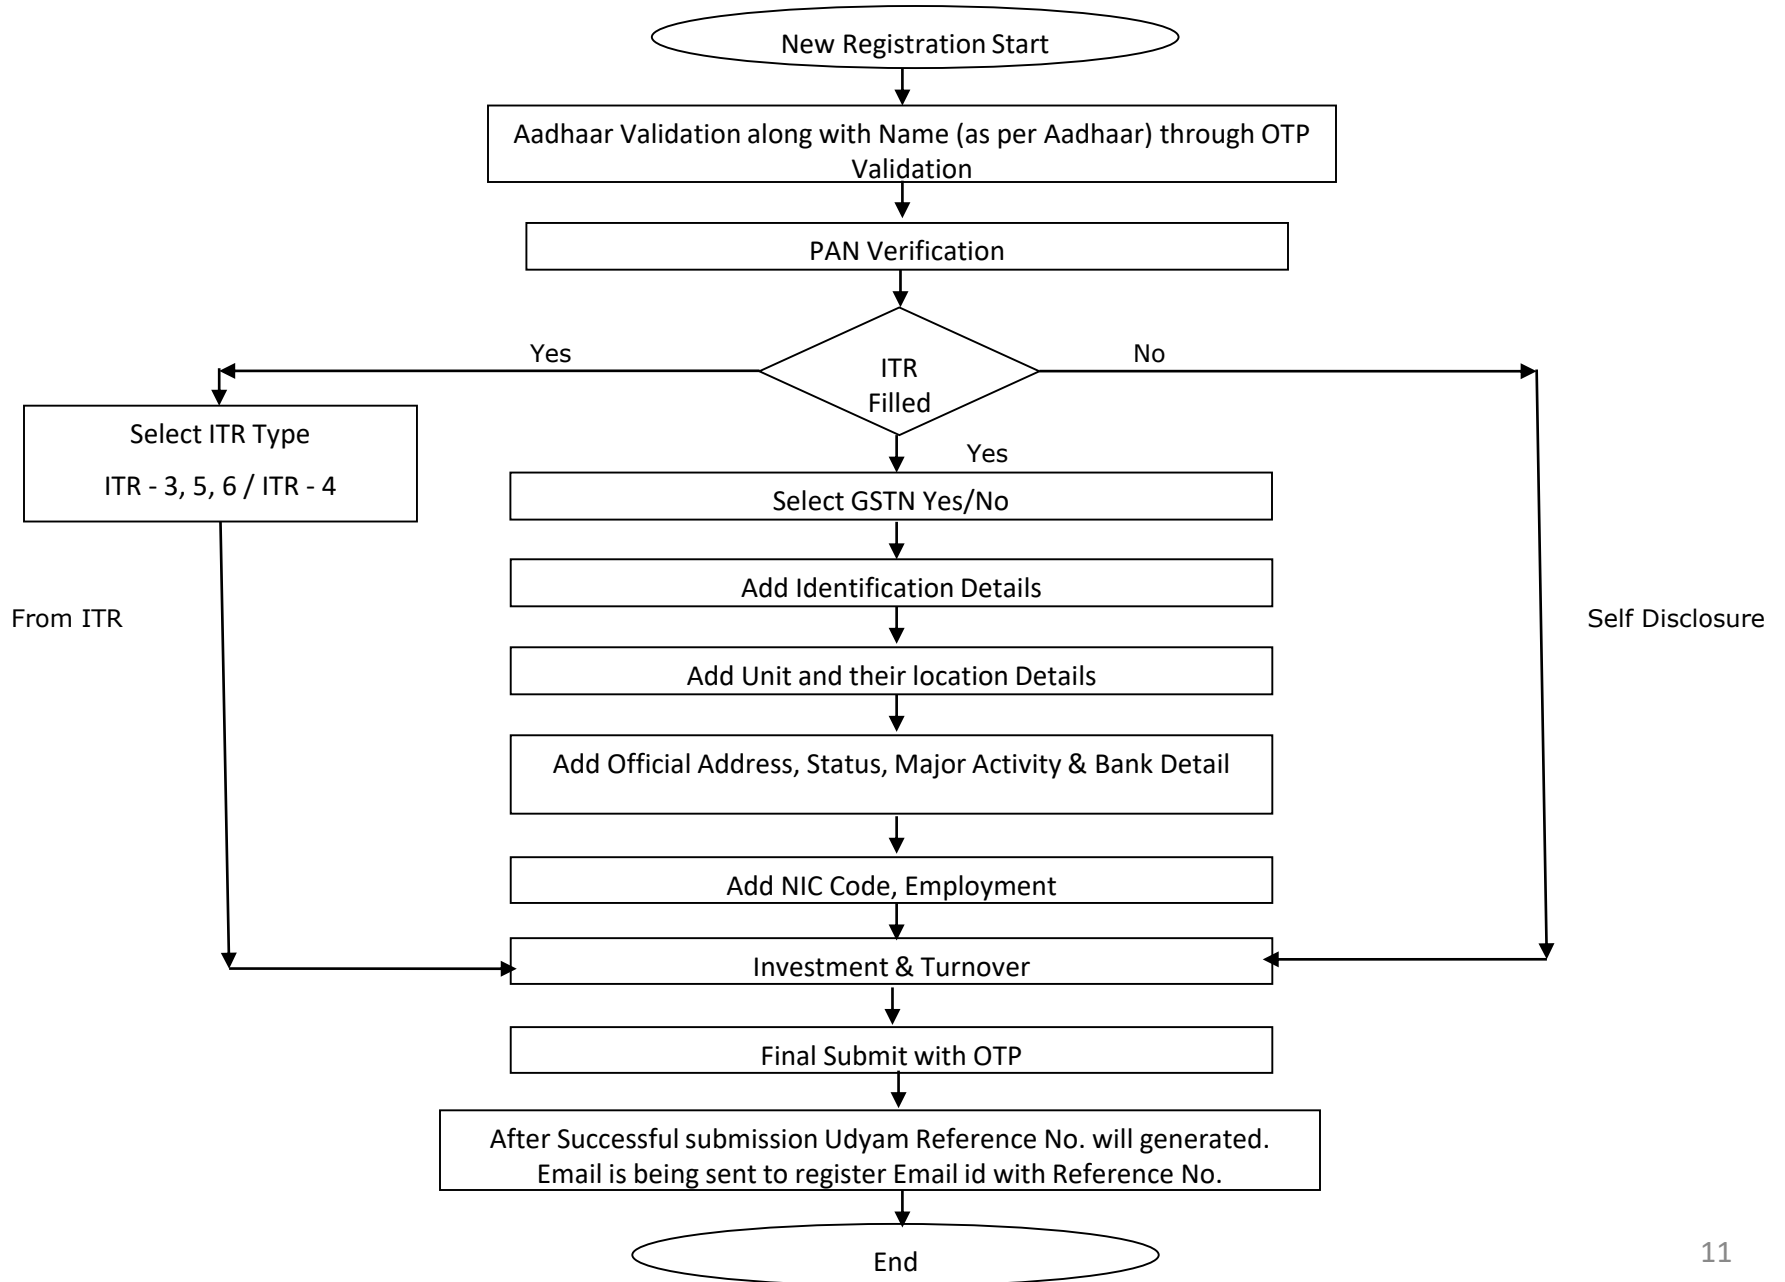 New Registration Start
Aadhaar Validation along with Name (as per Aadhaar) through OTP
Validation
PAN Verification
Yes
No
ITR
Filled
Select ITR Type
ITR - 3, 5, 6 / ITR - 4
Yes
Select GSTN Yes/No
Add Identification Details
From ITR
Self Disclosure
Add Unit and their location Details
Add Official Address, Status, Major Activity & Bank Detail
Add NIC Code, Employment
Investment & Turnover
Final Submit with OTP
After Successful submission Udyam Reference No. will generated.
Email is being sent to register Email id with Reference No.
End
11